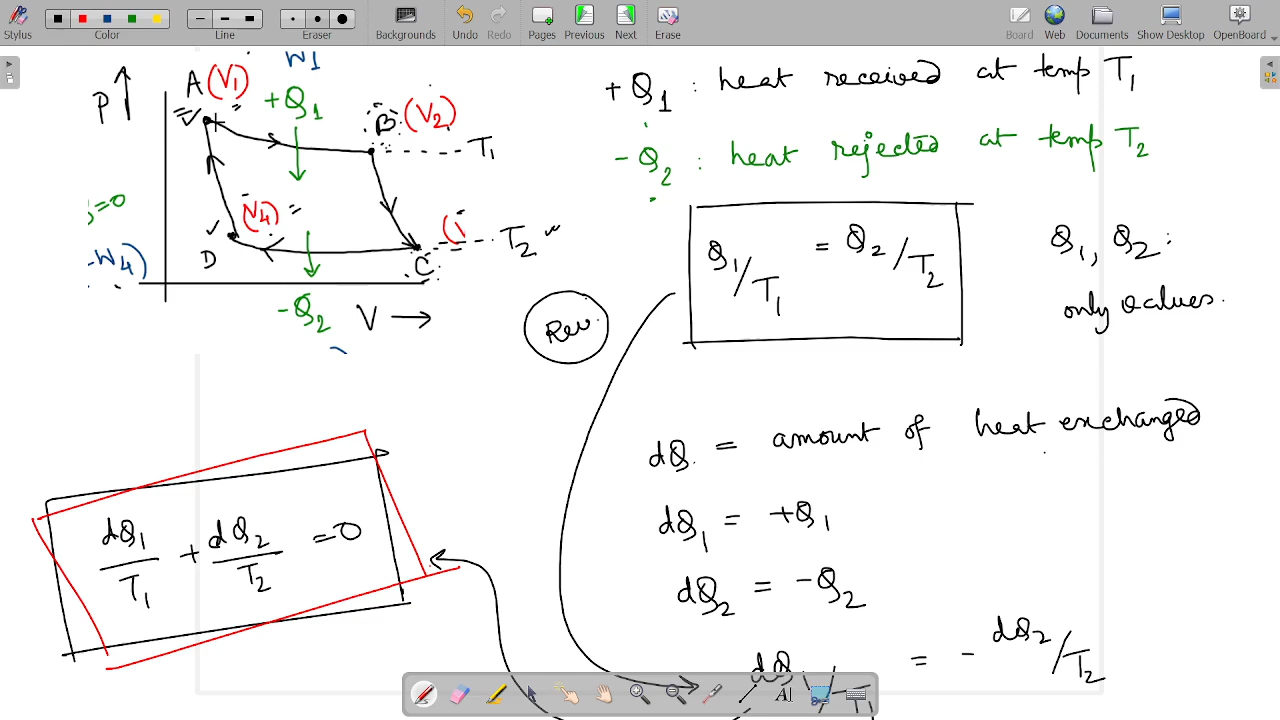 Stylus Color Line Eraser Backgrounds Undo Redo Pages Previous Next Erase Board Web Documents Show Desktop OpenBoard
W1
A (V1)
P
+Q1
B (V2)
T1
=0
(V4)
-W4)
D
C
T2
-Q2
V
+Q1 : heat received at temp T1
-Q2 : heat rejected at temp T2
Q1/T1 = Q2/T2
Q1, Q2 :
only values.
Rev
dQ = amount of heat exchanged
dQ1 = +Q1
dQ2 = -Q2
= - dQ2/T2
dQ1/T1 + dQ2/T2 = 0